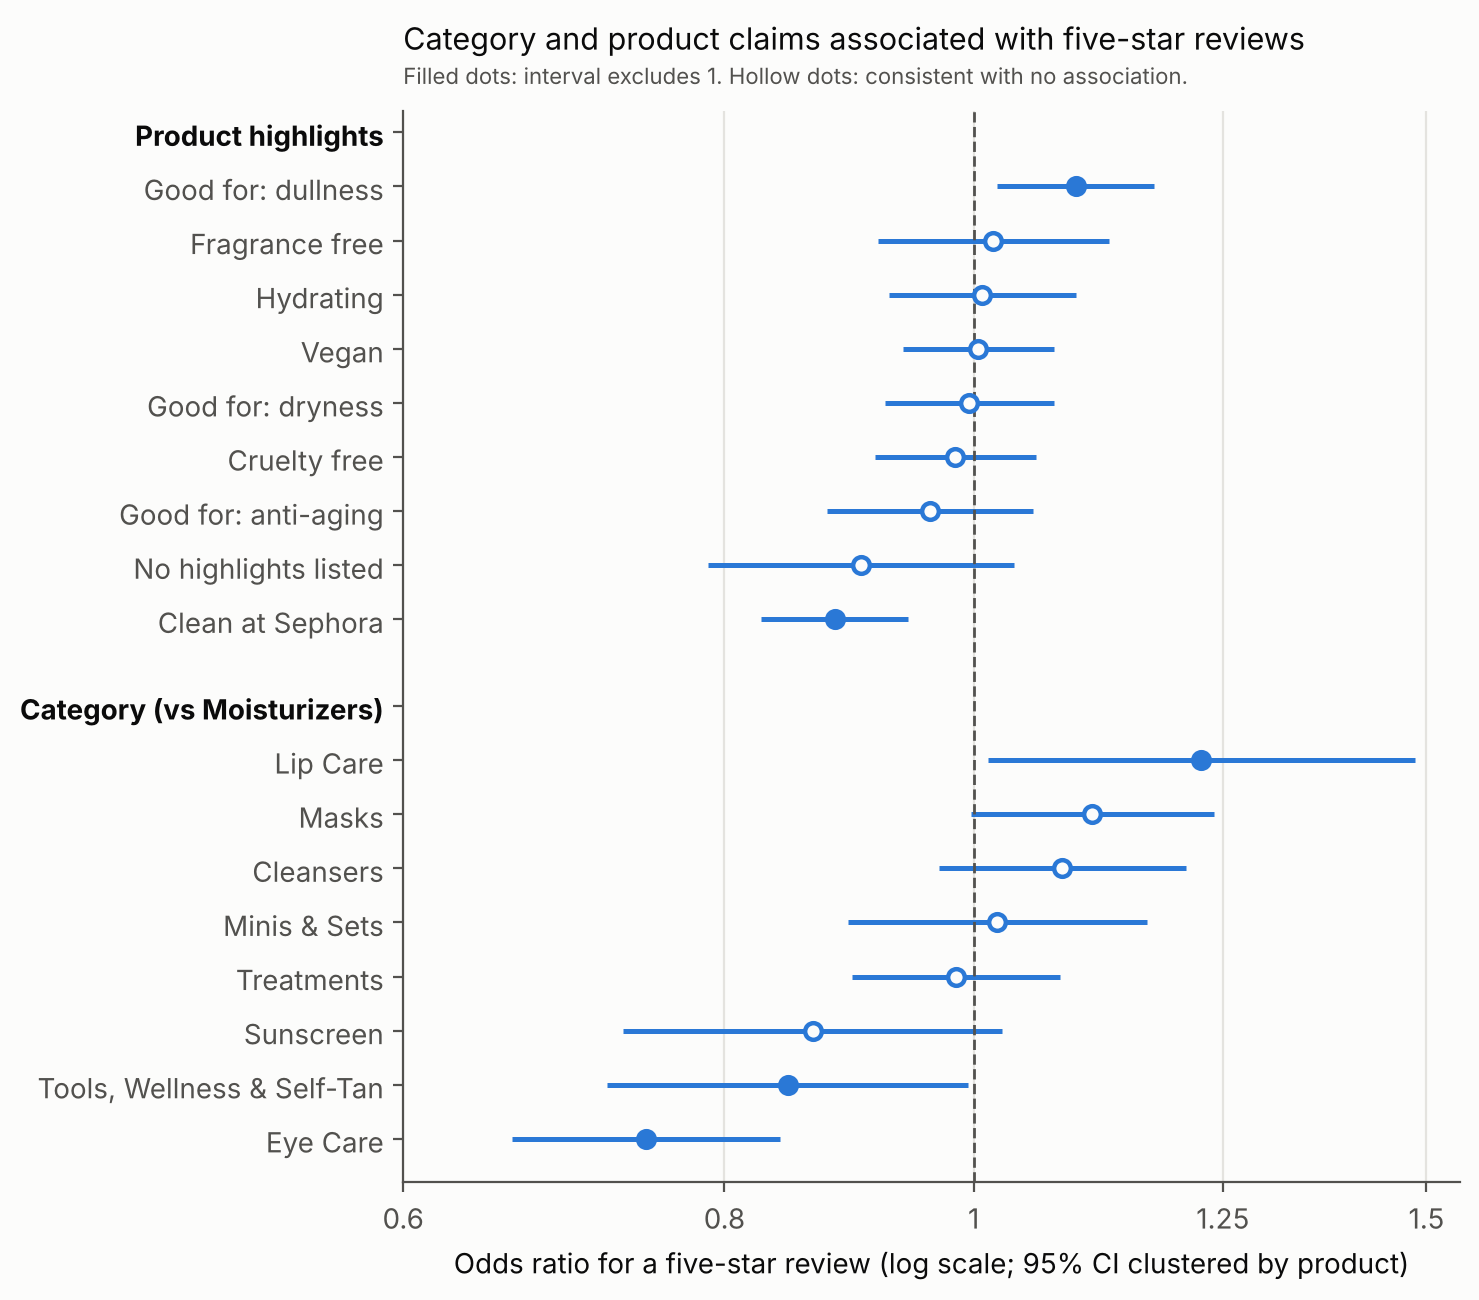 Category and product claims associated with five-star reviews
Filled dots: interval excludes 1. Hollow dots: consistent with no association.
Product highlights
Good for: dullness
Fragrance free
Hydrating
Vegan
Good for: dryness
Cruelty free
Good for: anti-aging
No highlights listed
Clean at Sephora
Category (vs Moisturizers)
Lip Care
Masks
Cleansers
Minis & Sets
Treatments
Sunscreen
Tools, Wellness & Self-Tan
Eye Care
0.6 0.8 1 1.25 1.5
Odds ratio for a five-star review (log scale; 95% CI clustered by product)